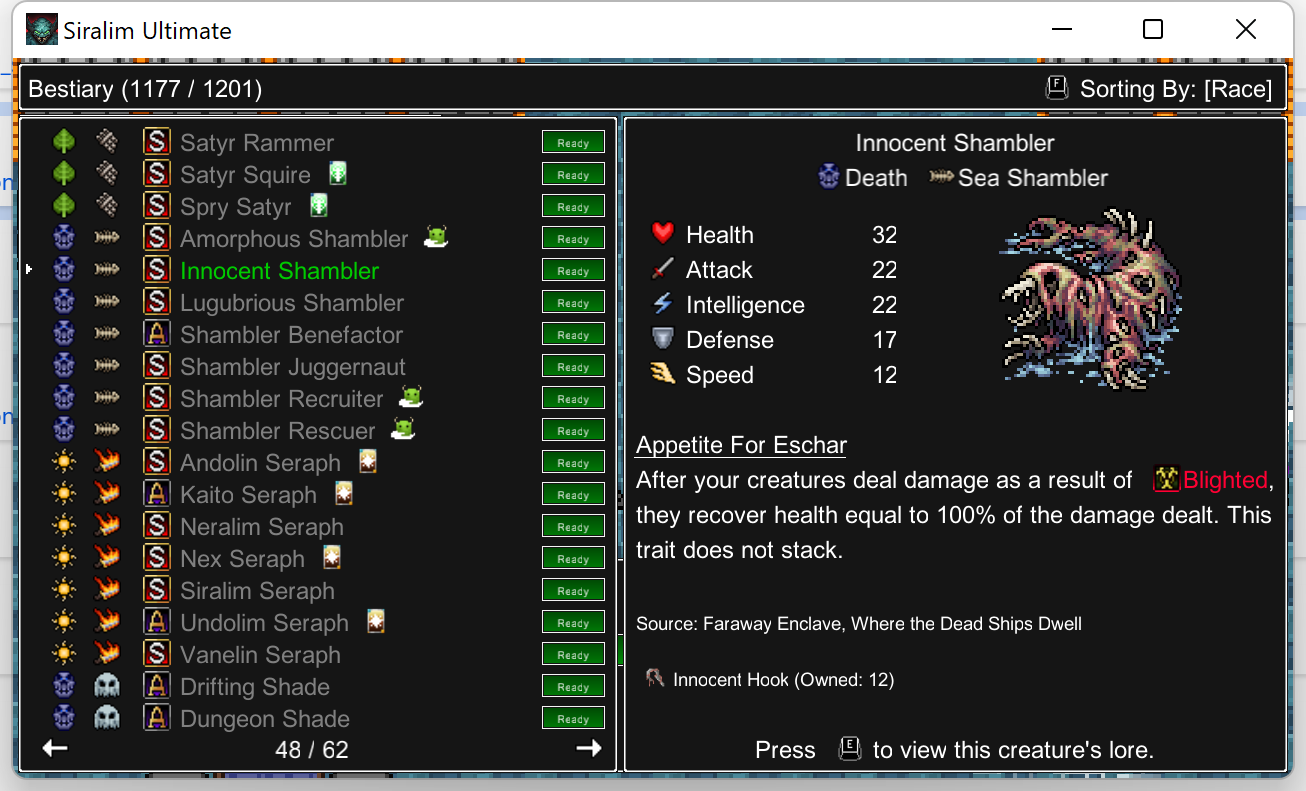 Siralim Ultimate
Bestiary (1177 / 1201)
F Sorting By: [Race]
S Satyr Rammer Ready
S Satyr Squire Ready
S Spry Satyr Ready
S Amorphous Shambler Ready
S Innocent Shambler Ready
S Lugubrious Shambler Ready
A Shambler Benefactor Ready
S Shambler Juggernaut Ready
S Shambler Recruiter Ready
S Shambler Rescuer Ready
S Andolin Seraph Ready
A Kaito Seraph Ready
S Neralim Seraph Ready
S Nex Seraph Ready
S Siralim Seraph Ready
A Undolim Seraph Ready
S Vanelin Seraph Ready
A Drifting Shade Ready
A Dungeon Shade Ready
48 / 62
Innocent Shambler
Death Sea Shambler
Health 32
Attack 22
Intelligence 22
Defense 17
Speed 12
Appetite For Eschar
After your creatures deal damage as a result of Blighted,
they recover health equal to 100% of the damage dealt. This
trait does not stack.
Source: Faraway Enclave, Where the Dead Ships Dwell
Innocent Hook (Owned: 12)
Press E to view this creature's lore.